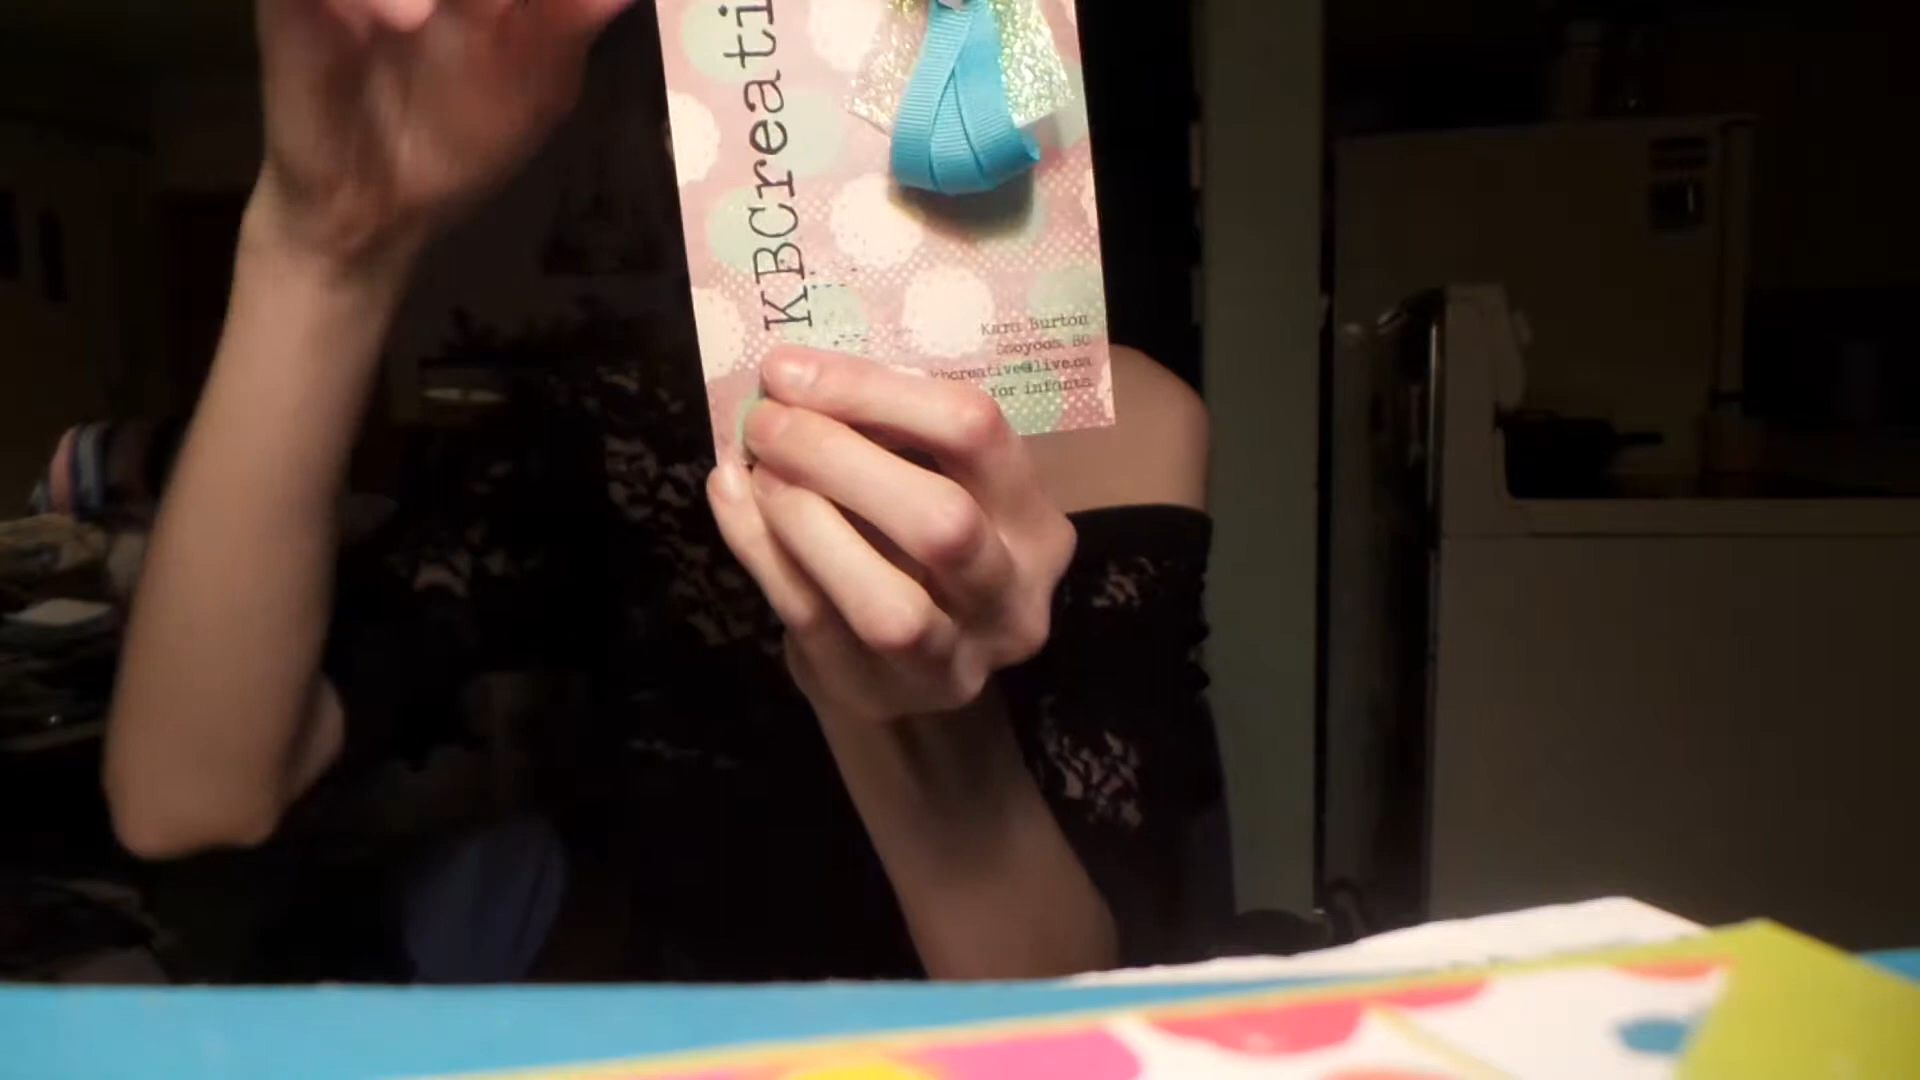 KBCreati
Kara Burton
Osoyoos, BC
kbcreative@live.ca
for infants